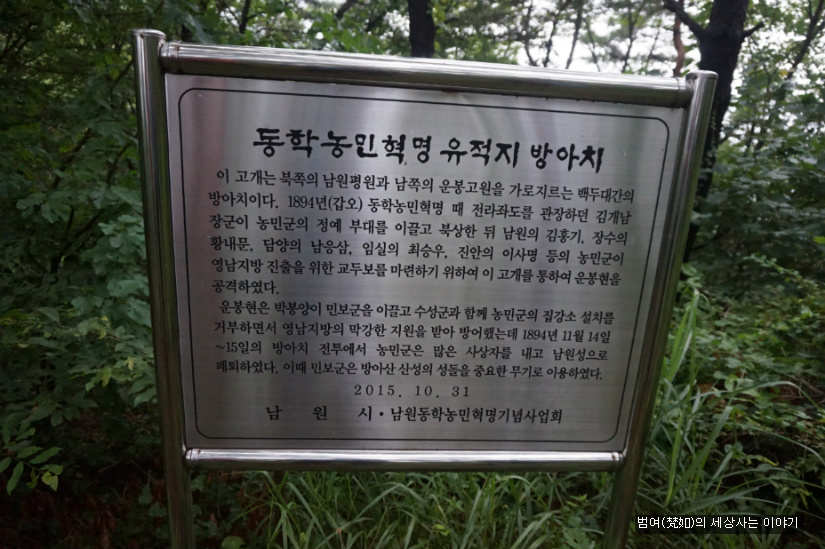 동학농민혁명 유적지 방아치
이 고개는 북쪽의 남원평원과 남쪽의 운봉고원을 가로지르는 백두대간의
방아치이다. 1894년(갑오) 동학농민혁명 때 전라좌도를 관장하던 김개남
장군이 농민군의 정예 부대를 이끌고 북상한 뒤 남원의 김홍기, 장수의
황내문, 담양의 남응삼, 임실의 최승우, 진안의 이사명 등의 농민군이
영남지방 진출을 위한 교두보를 마련하기 위하여 이 고개를 통하여 운봉현을
공격하였다.
운봉현은 박봉양이 민보군을 이끌고 수성군과 함께 농민군의 집강소 설치를
거부하면서 영남지방의 막강한 지원을 받아 방어했는데 1894년 11월 14일
~15일의 방아치 전투에서 농민군은 많은 사상자를 내고 남원성으로
패퇴하였다. 이때 민보군은 방아산 산성의 성돌을 중요한 무기로 이용하였다.
2015. 10. 31
남 원 시 · 남원동학농민혁명기념사업회
범여(梵如)의 세상사는 이야기